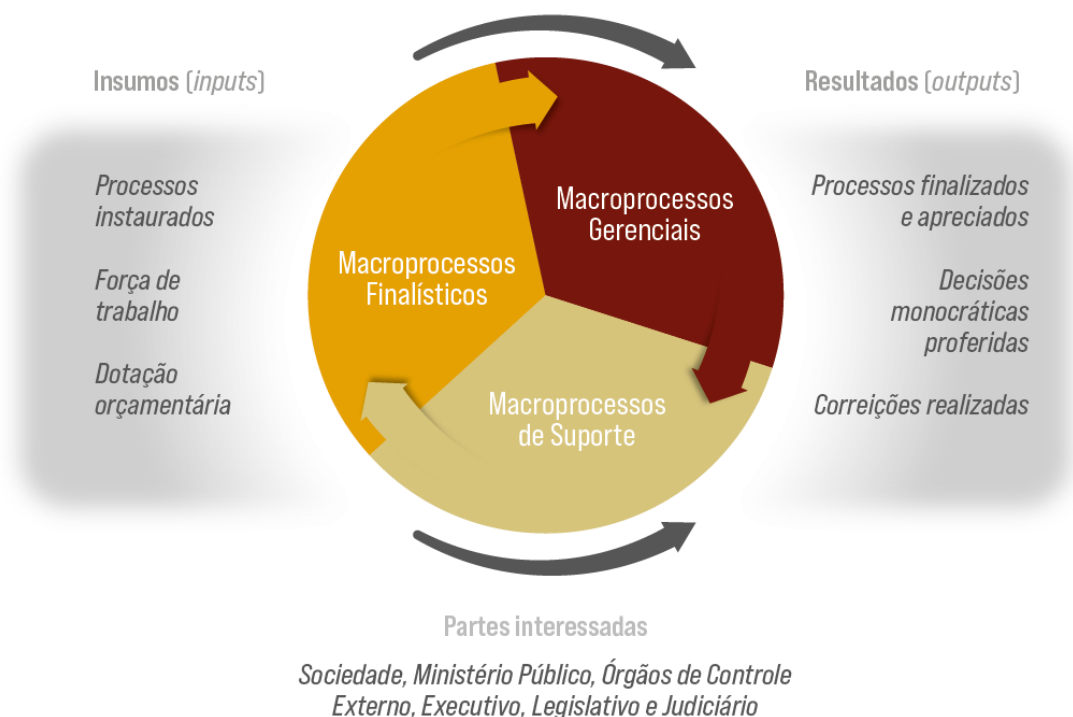 Insumos (inputs)
Processos
instaurados
Força de
trabalho
Dotação
orçamentária
Macroprocessos
Finalísticos
Macroprocessos
Gerenciais
Macroprocessos
de Suporte
Resultados (outputs)
Processos finalizados
e apreciados
Decisões
monocráticas
proferidas
Correições realizadas
Partes interessadas
Sociedade, Ministério Público, Órgãos de Controle
Externo, Executivo, Legislativo e Judiciário